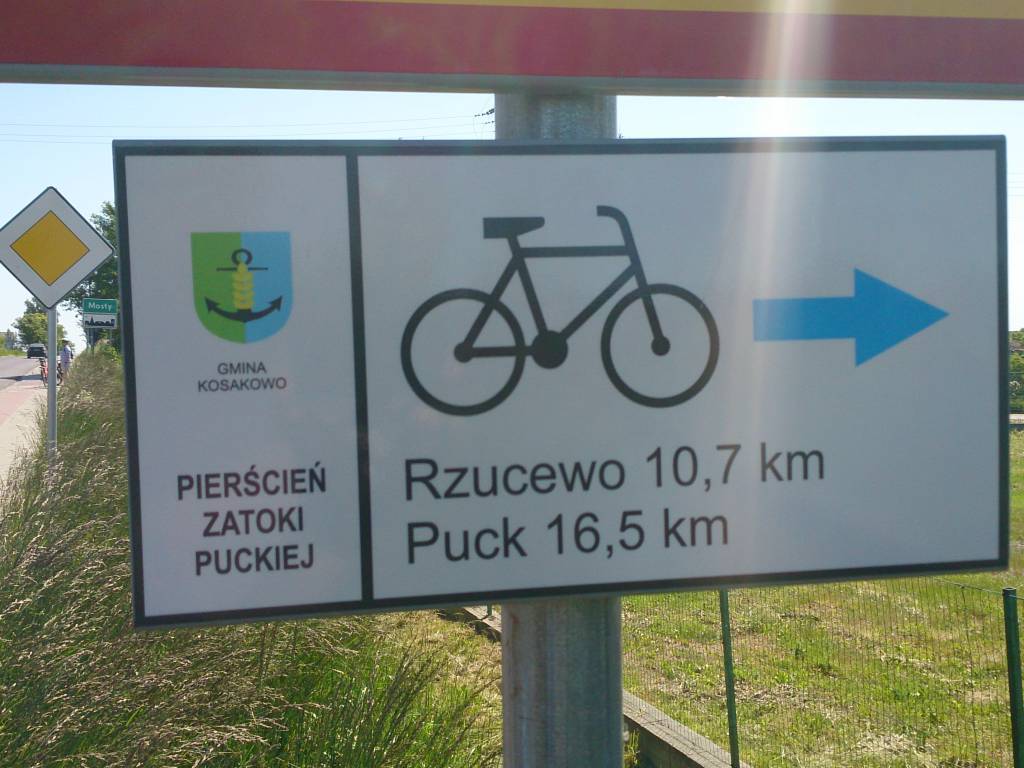 Mosty
GMINA
KOSAKOWO
PIERŚCIEŃ
ZATOKI
PUCKIEJ
Rzucewo 10,7 km
Puck 16,5 km